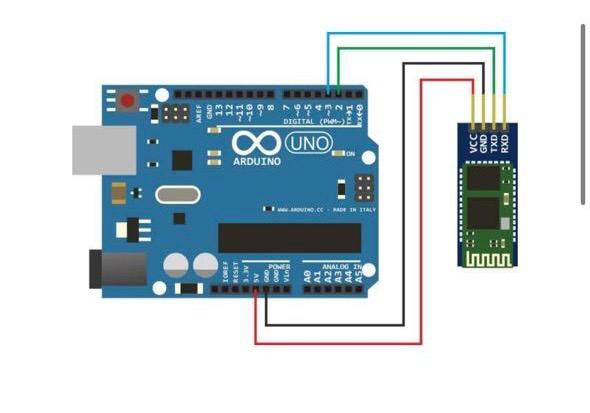 AREF
GND
13
12
~11
~10
~9
8
7
~6
~5
4
~3
2
TX→1
RX←0
DIGITAL (PWM~)
UNO
ARDUINO
ON
WWW.ARDUINO.CC - MADE IN ITALY
POWER
ANALOG IN
IOREF
RESET
3.3V
5V
GND
GND
Vin
A0
A1
A2
A3
A4
A5
VCC
GND
TXD
RXD